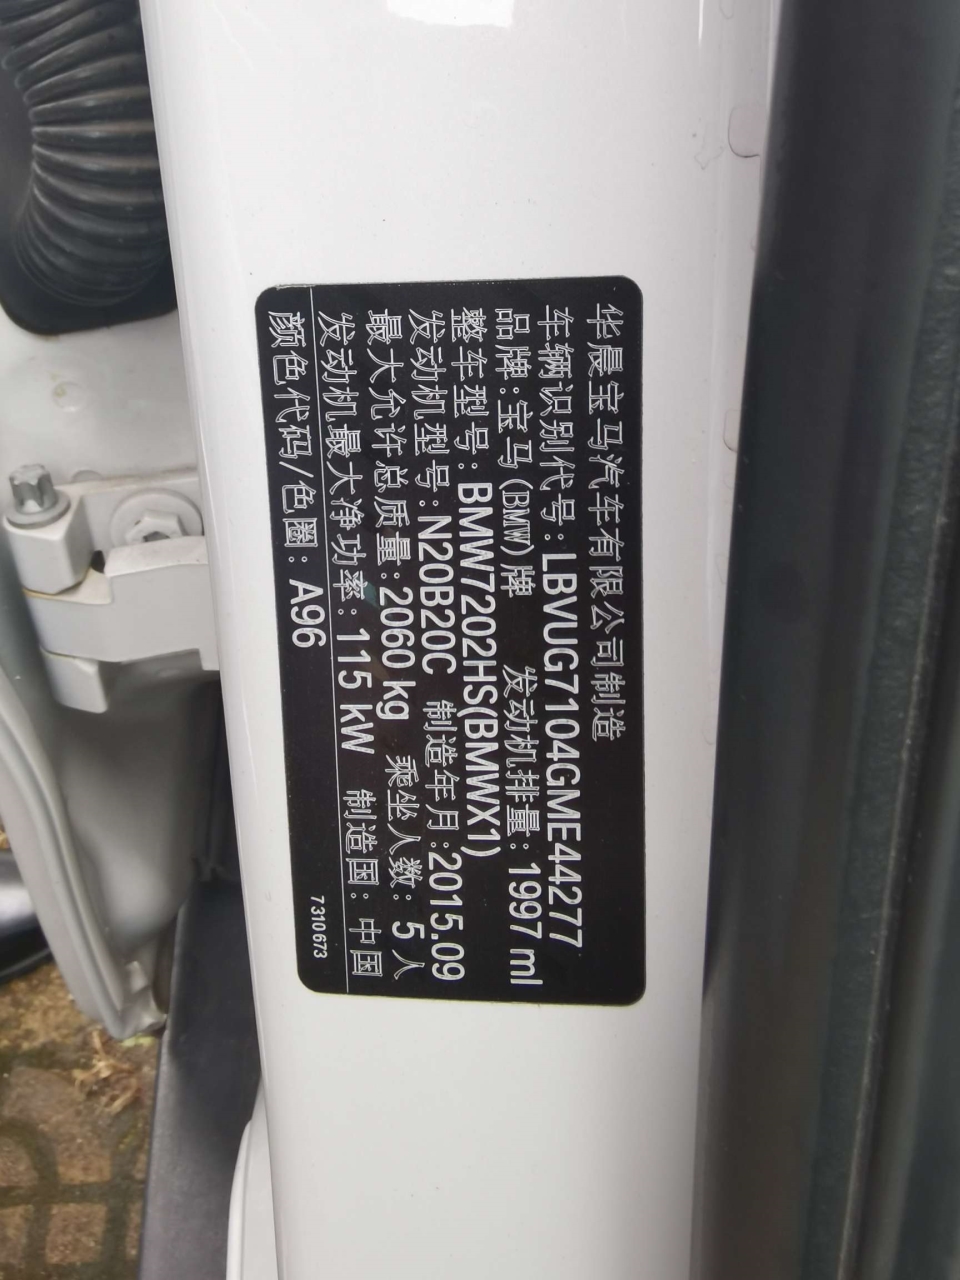 华晨宝马汽车有限公司制造
车辆识别代号:LBVUG7104GME44277
品牌:宝马(BMW)牌 发动机排量:1997 ml
整车型号:BMW7202HS(BMWX1)
发动机型号:N20B20C 制造年月:2015.09
最大允许总质量:2060 kg 乘坐人数:5人
发动机最大净功率:115 kW 制造国:中国
颜色代码/色圈:A96 7 310 673